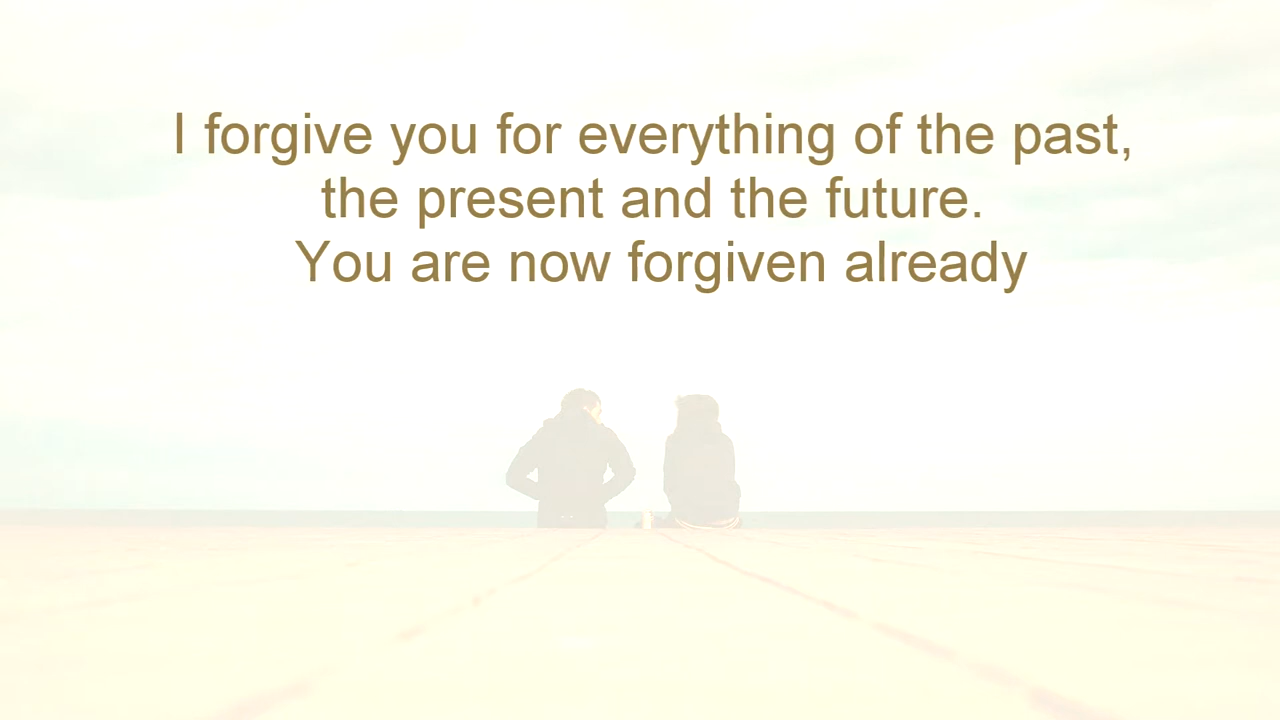 I forgive you for everything of the past,
the present and the future.
You are now forgiven already